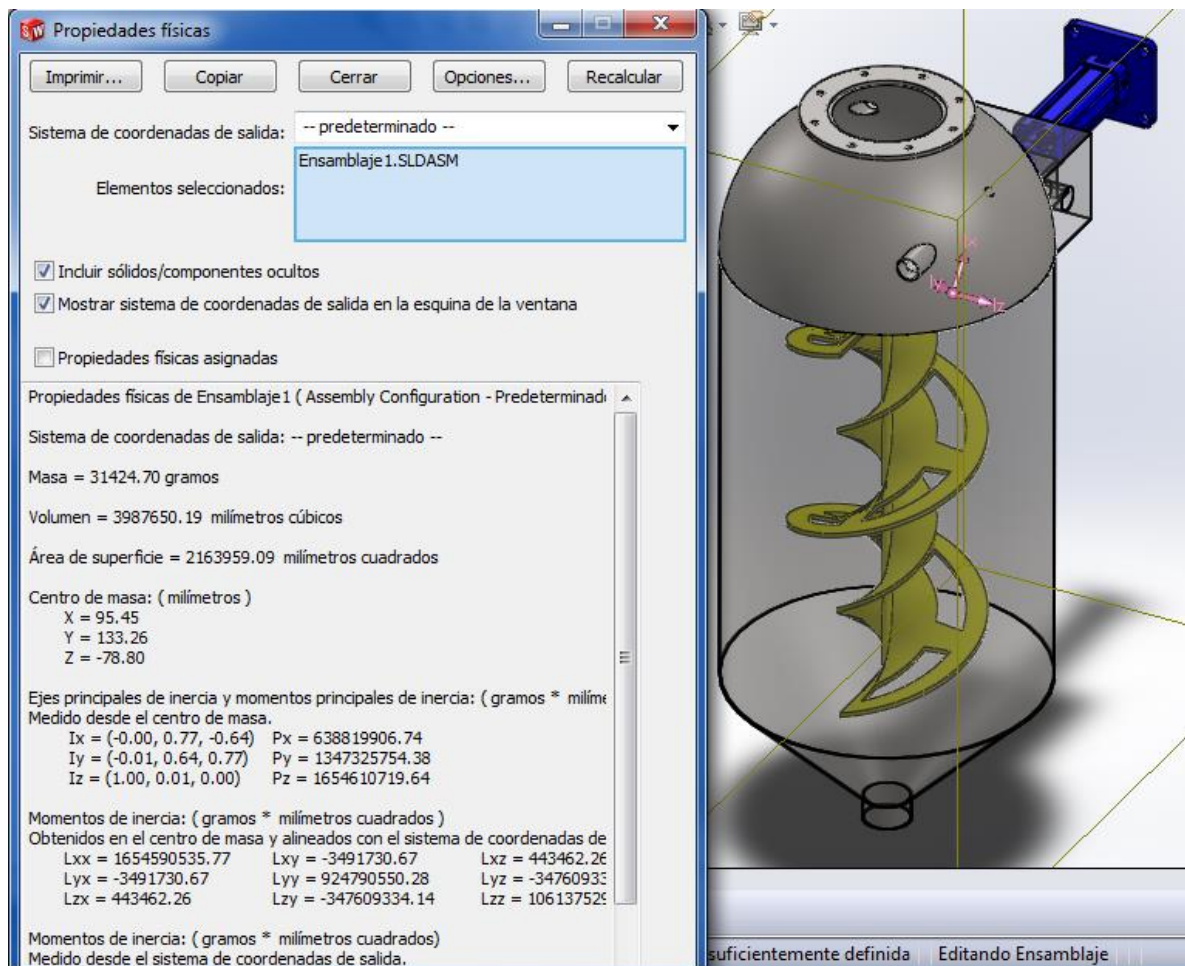 Propiedades físicas
Imprimir... Copiar Cerrar Opciones... Recalcular
Sistema de coordenadas de salida: -- predeterminado --
Ensamblaje1.SLDASM
Elementos seleccionados:
Incluir sólidos/componentes ocultos
Mostrar sistema de coordenadas de salida en la esquina de la ventana
Propiedades físicas asignadas
Propiedades físicas de Ensamblaje1 ( Assembly Configuration - Predeterminad
Sistema de coordenadas de salida: -- predeterminado --
Masa = 31424.70 gramos
Volumen = 3987650.19 milímetros cúbicos
Área de superficie = 2163959.09 milímetros cuadrados
Centro de masa: ( milímetros )
X = 95.45
Y = 133.26
Z = -78.80
Ejes principales de inercia y momentos principales de inercia: ( gramos * milíme
Medido desde el centro de masa.
Ix = (-0.00, 0.77, -0.64) Px = 638819906.74
Iy = (-0.01, 0.64, 0.77) Py = 1347325754.38
Iz = (1.00, 0.01, 0.00) Pz = 1654610719.64
Momentos de inercia: ( gramos * milímetros cuadrados )
Obtenidos en el centro de masa y alineados con el sistema de coordenadas de
Lxx = 1654590535.77 Lxy = -3491730.67 Lxz = 443462.26
Lyx = -3491730.67 Lyy = 924790550.28 Lyz = -34760933
Lzx = 443462.26 Lzy = -347609334.14 Lzz = 106137529
Momentos de inercia: ( gramos * milímetros cuadrados)
Medido desde el sistema de coordenadas de salida.
Ix
Iy
Iz
suficientemente definida Editando Ensamblaje